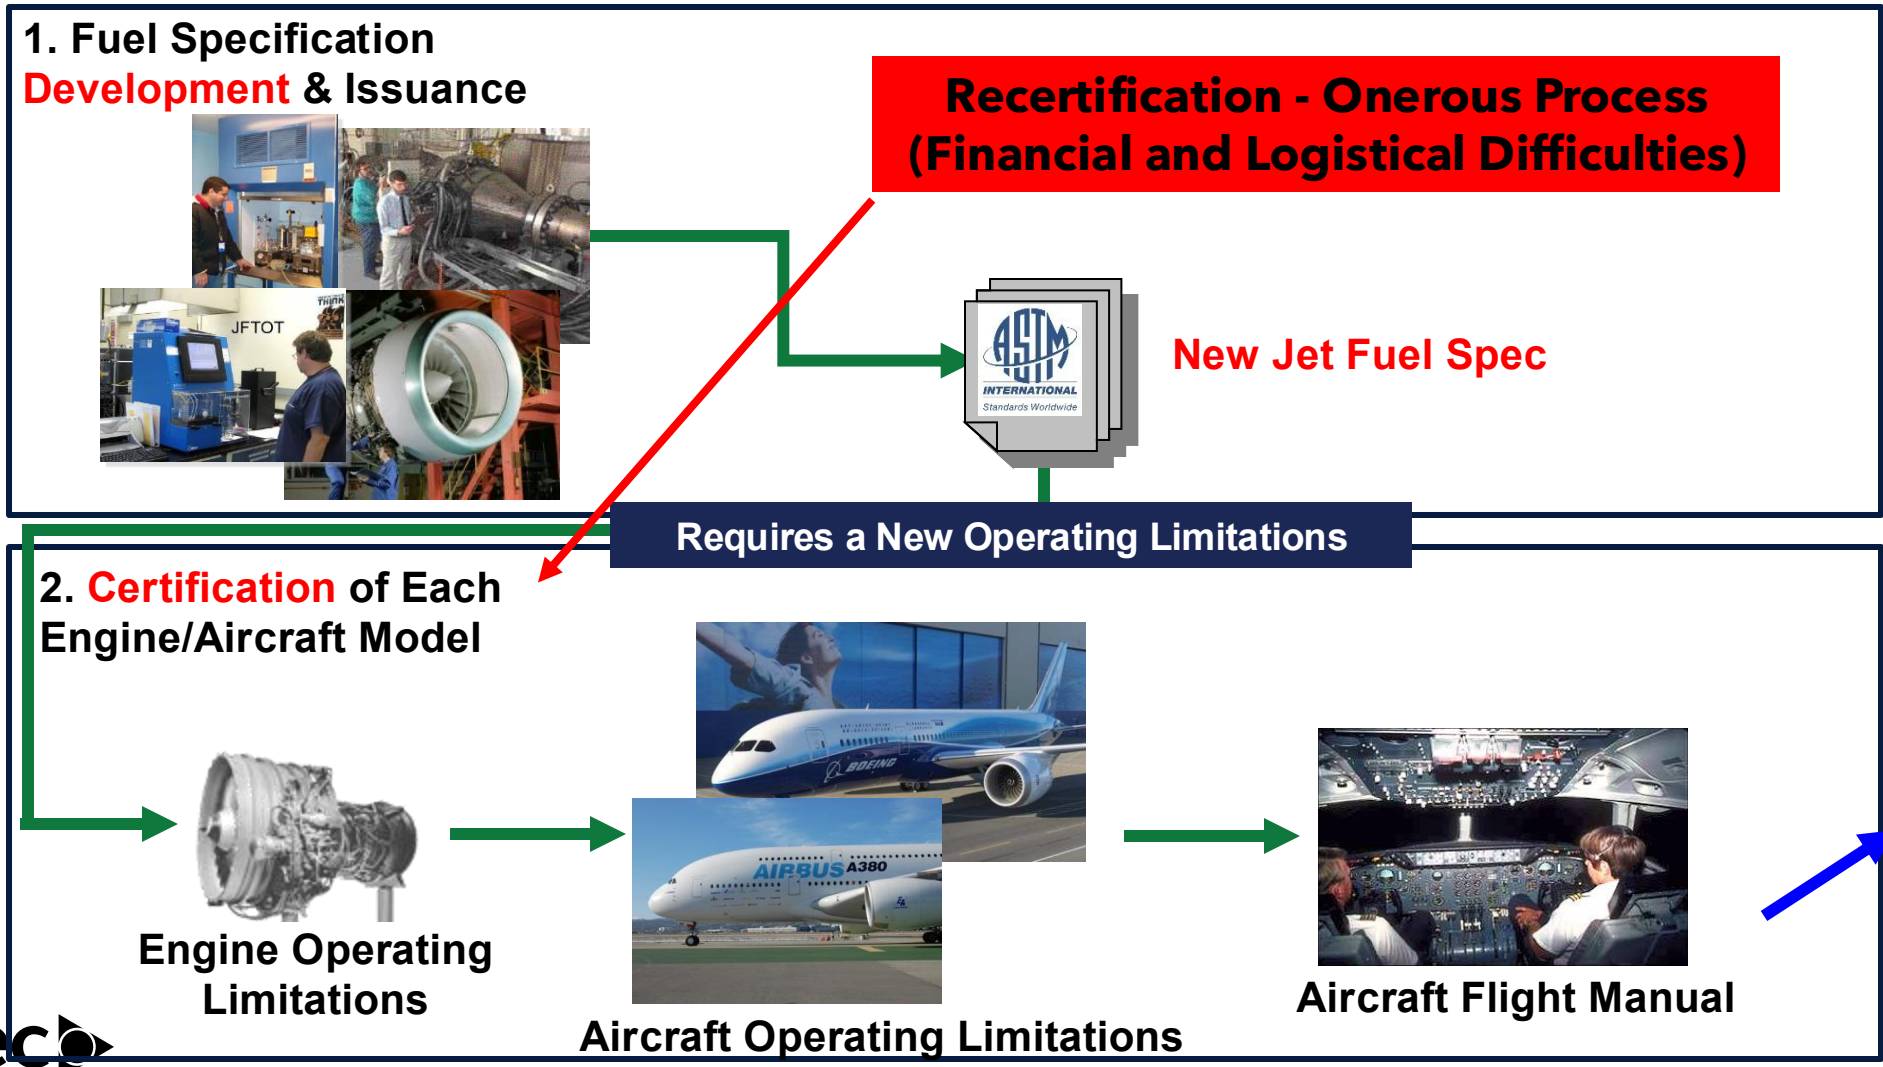 1. Fuel Specification
Development & Issuance
Recertification - Onerous Process
(Financial and Logistical Difficulties)
THINK
JFTOT
ASTM
INTERNATIONAL
Standards Worldwide
New Jet Fuel Spec
Requires a New Operating Limitations
2. Certification of Each
Engine/Aircraft Model
BOEING
AIRBUS A380
Engine Operating
Limitations
Aircraft Operating Limitations
Aircraft Flight Manual